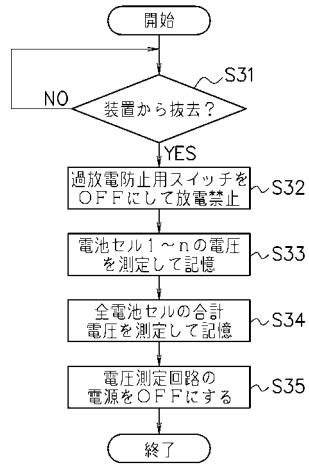 開始
装置から抜去？
S31
NO
YES
過放電防止用スイッチを
OFFにして放電禁止
S32
電池セル1～nの電圧
を測定して記憶
S33
全電池セルの合計
電圧を測定して記憶
S34
電圧測定回路の
電源をOFFにする
S35
終了